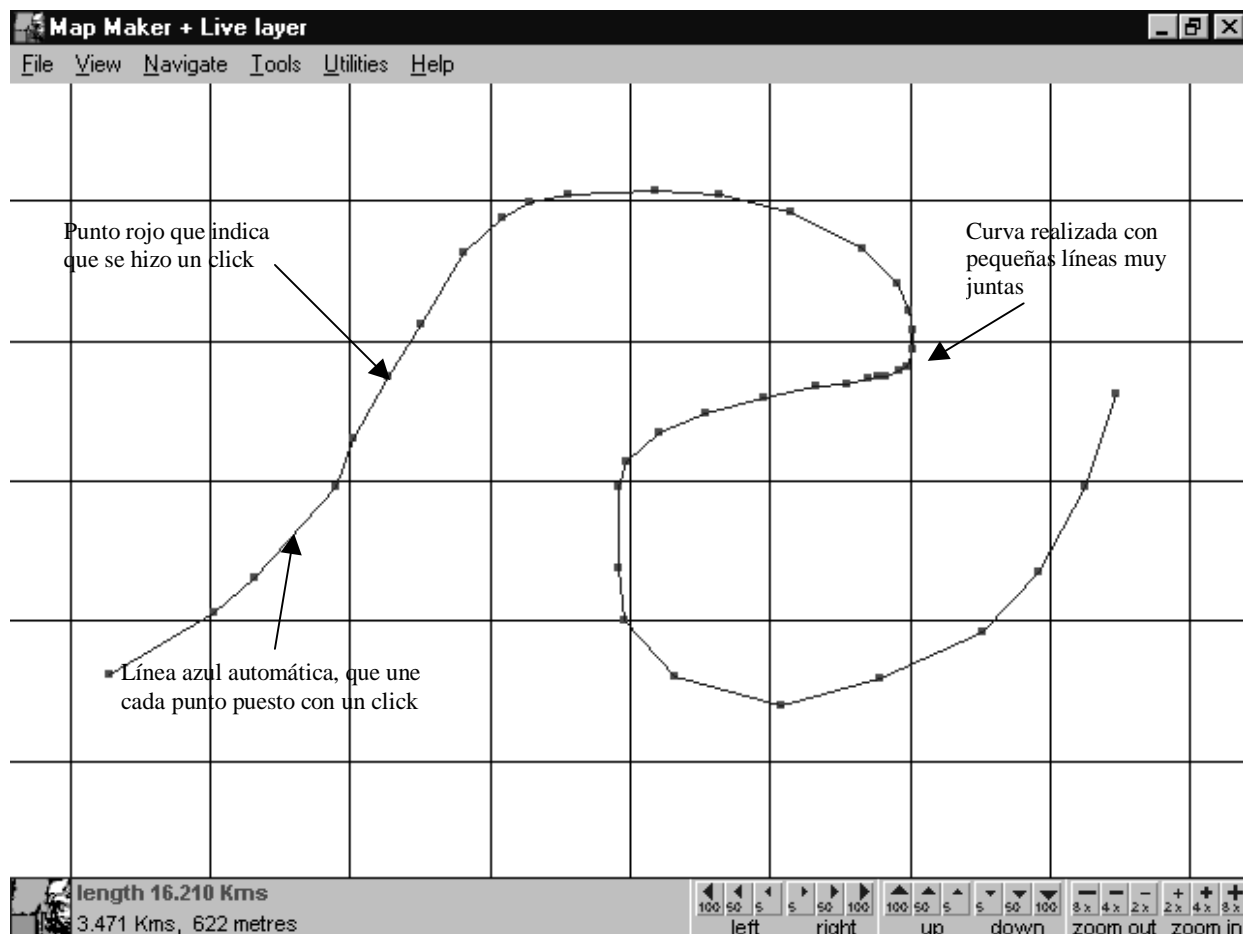 Map Maker + Live layer
File View Navigate Tools Utilities Help
Punto rojo que indica
que se hizo un click
Curva realizada con
pequeñas líneas muy
juntas
Línea azul automática, que une
cada punto puesto con un click
length 16.210 Kms
3.471 Kms, 622 metres
100 50 5 5 50 100 100 50 5 5 50 100 8x 4x 2x 2x 4x 8x
left right up down zoom out zoom in